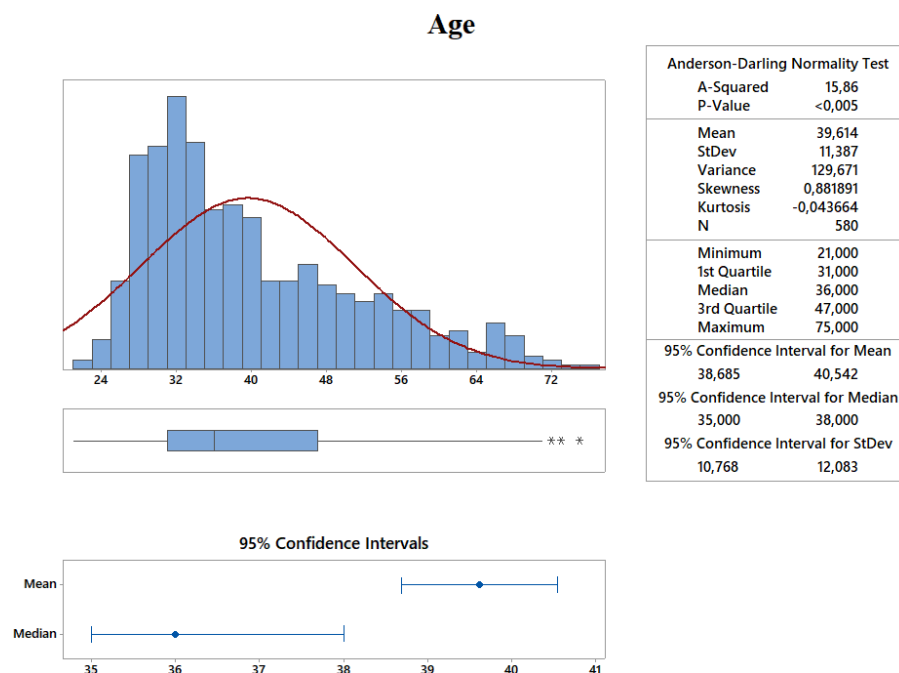 Age
24 32 40 48 56 64 72
** *
Anderson-Darling Normality Test
A-Squared 15,86
P-Value <0,005
Mean 39,614
StDev 11,387
Variance 129,671
Skewness 0,881891
Kurtosis -0,043664
N 580
Minimum 21,000
1st Quartile 31,000
Median 36,000
3rd Quartile 47,000
Maximum 75,000
95% Confidence Interval for Mean
38,685 40,542
95% Confidence Interval for Median
35,000 38,000
95% Confidence Interval for StDev
10,768 12,083
95% Confidence Intervals
Mean
Median
35 36 37 38 39 40 41